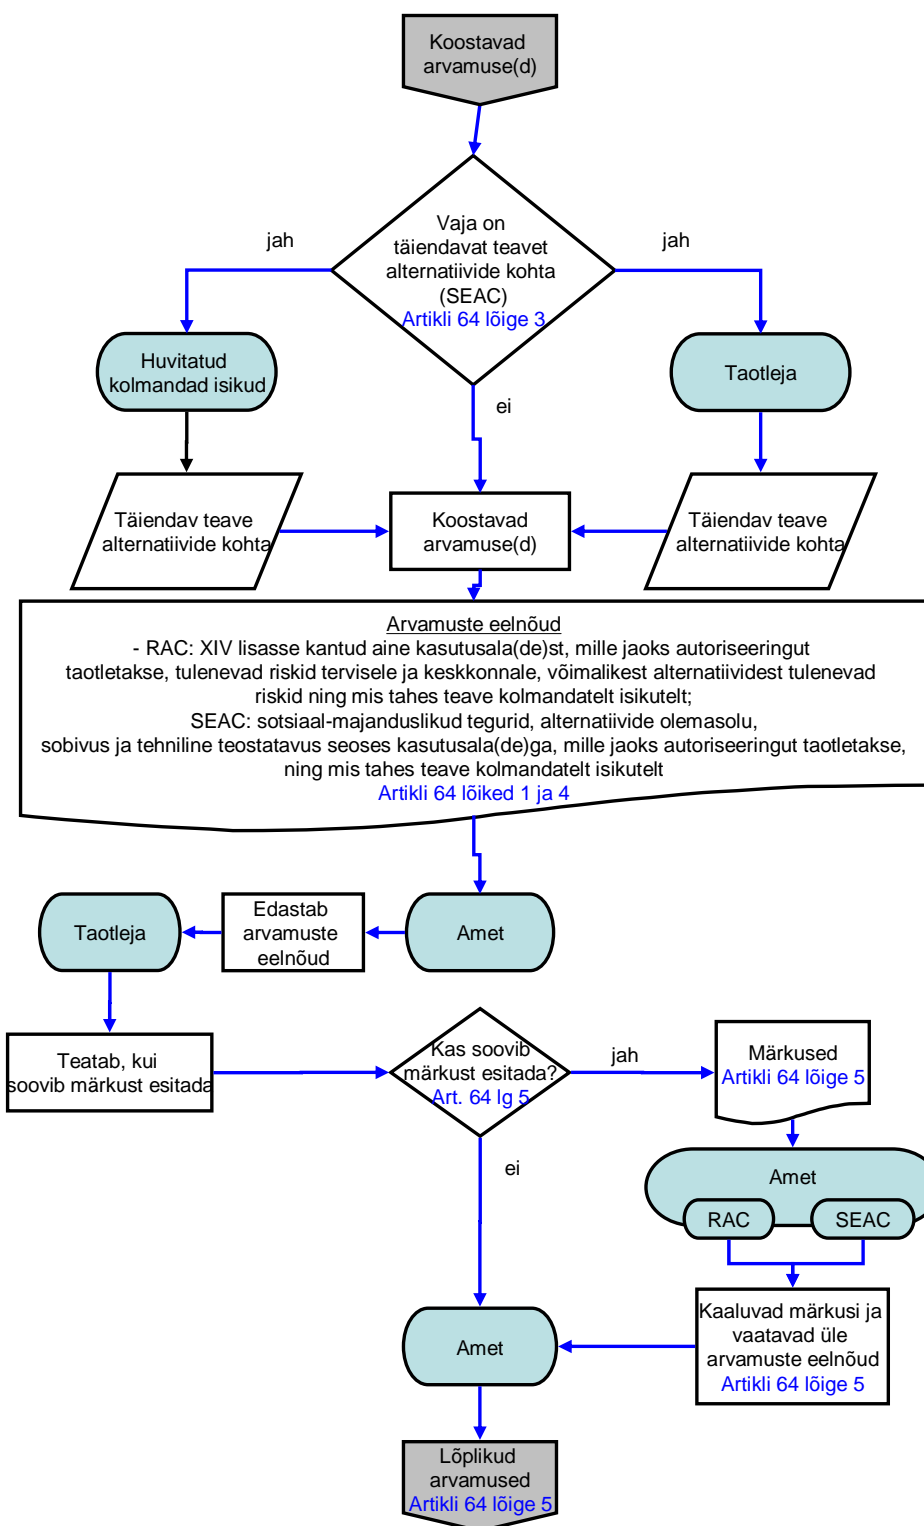 Koostavad
arvamuse(d)
Vaja on
täiendavat teavet
alternatiivide kohta
(SEAC)
Artikli 64 lõige 3
jah
jah
Huvitatud
kolmandad isikud
Taotleja
ei
Täiendav teave
alternatiivide kohta
Koostavad
arvamuse(d)
Täiendav teave
alternatiivide kohta
Arvamuste eelnõud
- RAC: XIV lisasse kantud aine kasutusala(de)st, mille jaoks autoriseeringut
taotletakse, tulenevad riskid tervisele ja keskkonnale, võimalikest alternatiividest tulenevad
riskid ning mis tahes teave kolmandatelt isikutelt;
SEAC: sotsiaal-majanduslikud tegurid, alternatiivide olemasolu,
sobivus ja tehniline teostatavus seoses kasutusala(de)ga, mille jaoks autoriseeringut taotletakse,
ning mis tahes teave kolmandatelt isikutelt
Artikli 64 lõiked 1 ja 4
Taotleja
Edastab
arvamuste
eelnõud
Amet
Teatab, kui
soovib märkust esitada
Kas soovib
märkust esitada?
Art. 64 lg 5
jah
Märkused
Artikli 64 lõige 5
ei
Amet
RAC
SEAC
Kaaluvad märkusi ja
vaatavad üle
arvamuste eelnõud
Artikli 64 lõige 5
Amet
Lõplikud
arvamused
Artikli 64 lõige 5